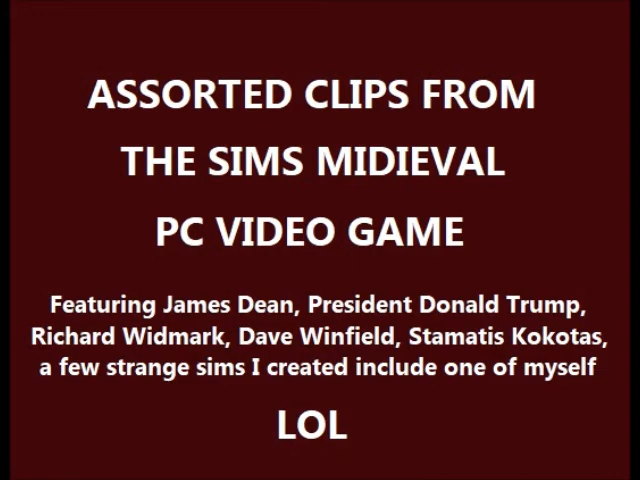 ASSORTED CLIPS FROM
THE SIMS MIDIEVAL
PC VIDEO GAME
Featuring James Dean, President Donald Trump,
Richard Widmark, Dave Winfield, Stamatis Kokotas,
a few strange sims I created include one of myself
LOL